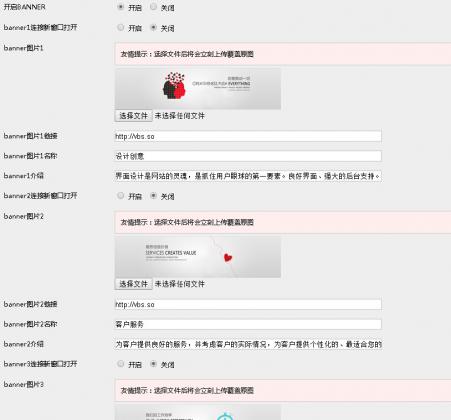 开启BANNER 开启 关闭
banner1连接新窗口打开 开启 关闭
banner图片1 友情提示：选择文件后将会立刻上传覆盖原图
CREATIVENESS PUSH EVERYTHING
选择文件 未选择任何文件
banner图片1链接 http://vbs.so
banner图片1名称 设计创意
banner1介绍 界面设计是网站的灵魂，是抓住用户眼球的第一要素。良好界面、强大的后台支持。
banner2连接新窗口打开 开启 关闭
banner图片2 友情提示：选择文件后将会立刻上传覆盖原图
SERVICES CREATES VALUE
选择文件 未选择任何文件
banner图片2链接 http://vbs.so
banner图片2名称 客户服务
banner2介绍 为客户提供良好的服务，并考虑客户的实际情况，为客户提供个性化的、最适合您的
banner3连接新窗口打开 开启 关闭
banner图片3 友情提示：选择文件后将会立刻上传覆盖原图